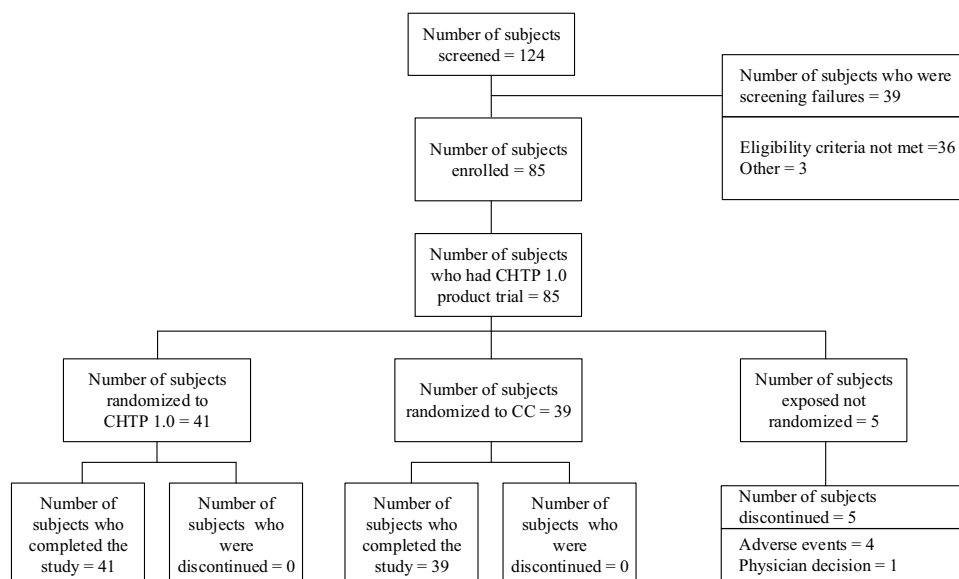 Number of subjects
screened = 124
Number of subjects who were
screening failures = 39
Eligibility criteria not met =36
Other = 3
Number of subjects
enrolled = 85
Number of subjects
who had CHTP 1.0
product trial = 85
Number of subjects
randomized to
CHTP 1.0 = 41
Number of subjects
randomized to CC = 39
Number of subjects
exposed not
randomized = 5
Number of
subjects who
completed the
study = 41
Number of
subjects who
were
discontinued = 0
Number of
subjects who
completed the
study = 39
Number of
subjects who
were
discontinued = 0
Number of subjects
discontinued = 5
Adverse events = 4
Physician decision = 1